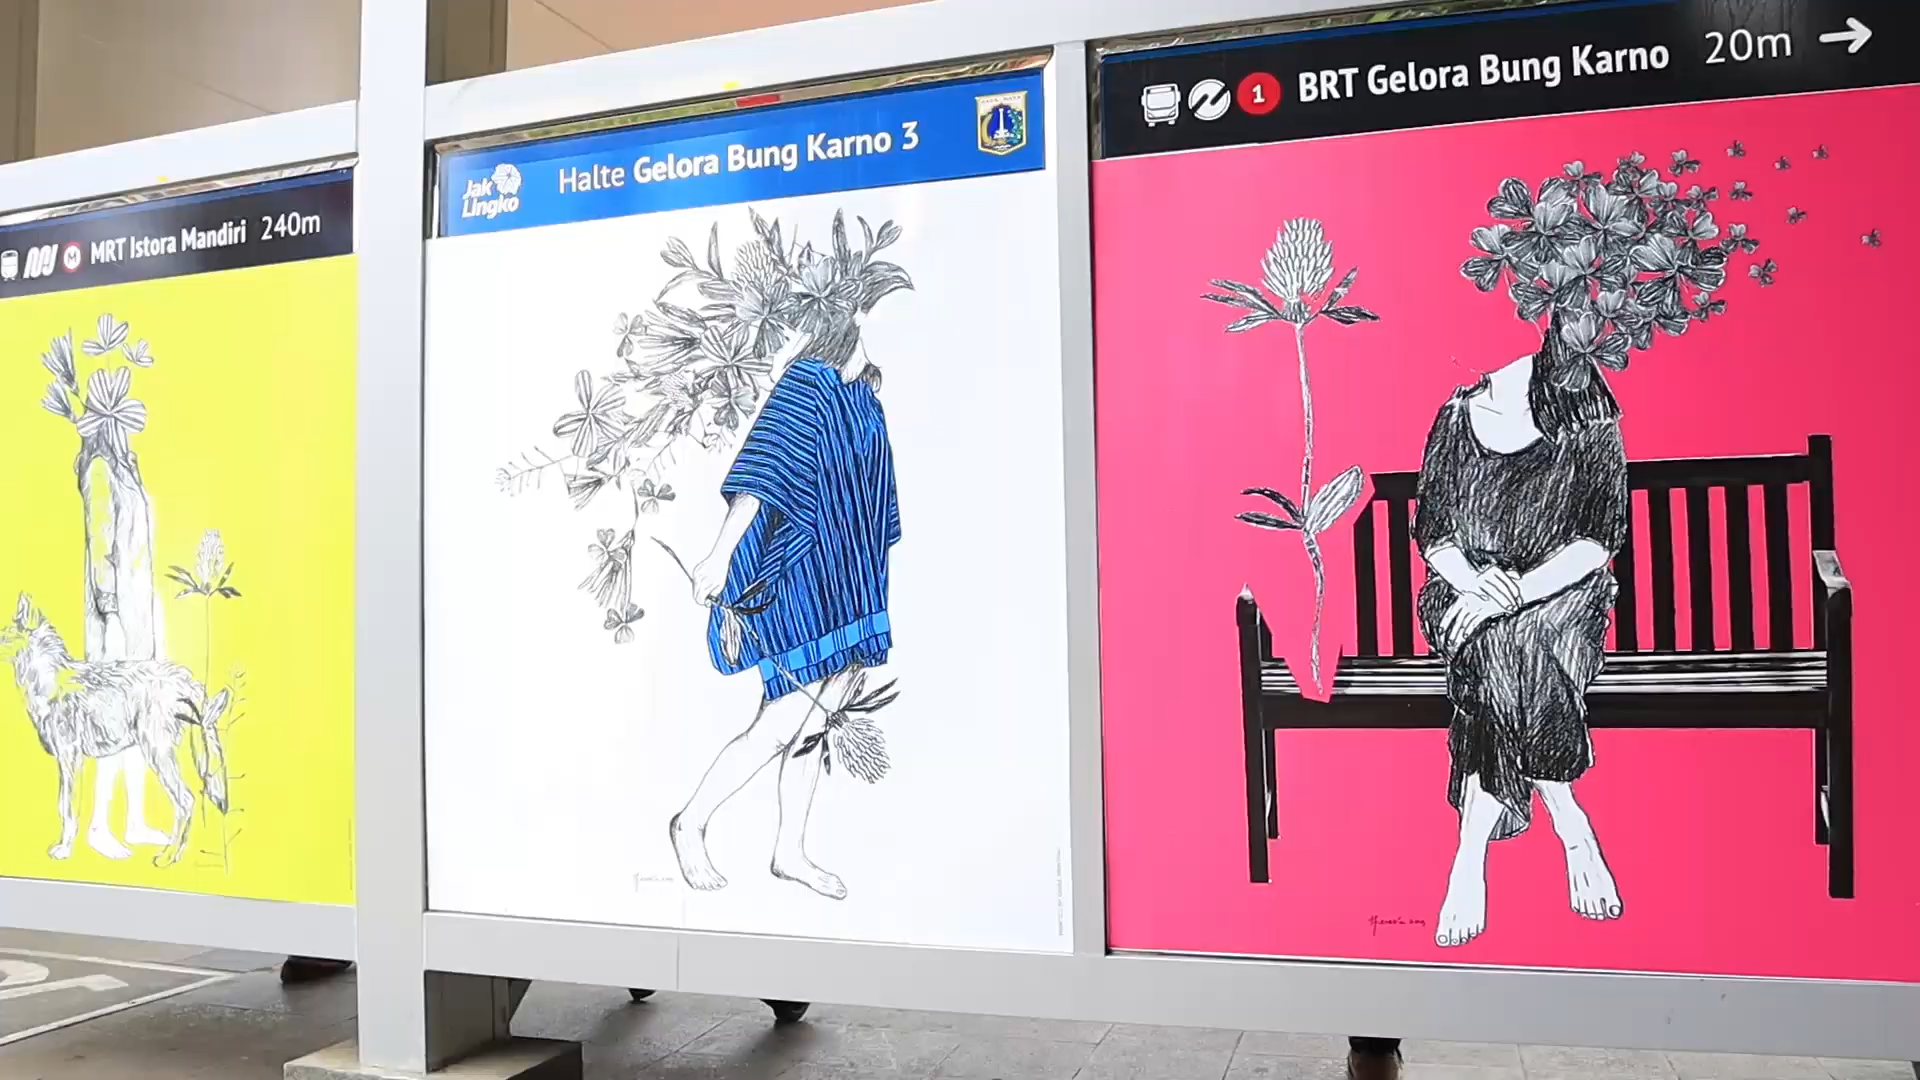 MRT Istora Mandiri 240m
Jak
Lingko
Halte Gelora Bung Karno 3
1 BRT Gelora Bung Karno 20m